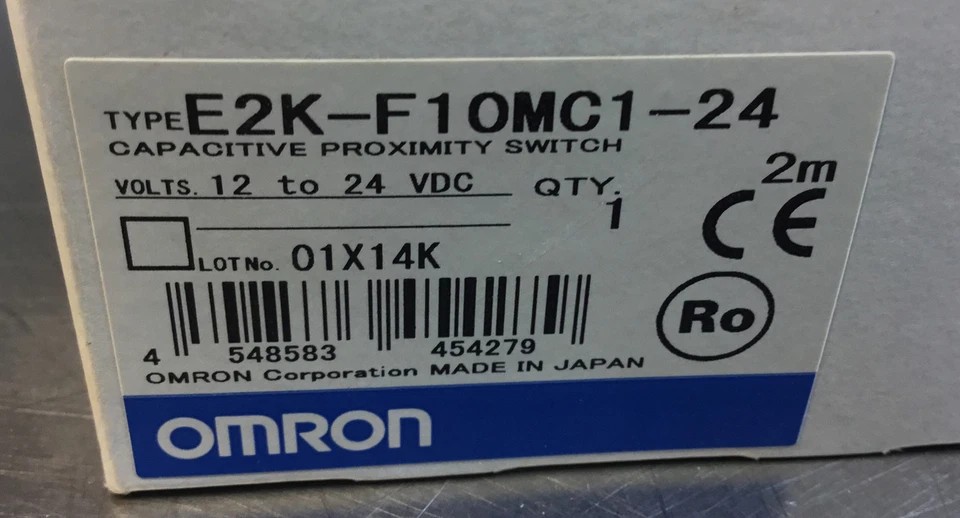 TYPE E2K-F10MC1-24
CAPACITIVE PROXIMITY SWITCH
2m
VOLTS. 12 to 24 VDC QTY.
1
CE
LOT No. 01X14K
Ro
4 548583 454279
OMRON Corporation MADE IN JAPAN
OMRON